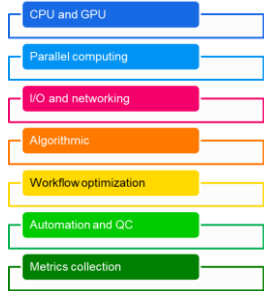 CPU and GPU
Parallel computing
I/O and networking
Algorithmic
Workflow optimization
Automation and QC
Metrics collection